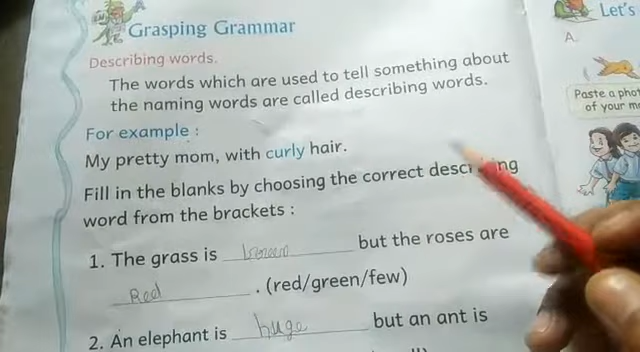 Grasping Grammar
Let's
A.
Describing words.
The words which are used to tell something about
the naming words are called describing words.
Paste a phot
of your m
For example :
My pretty mom, with curly hair.
Fill in the blanks by choosing the correct describing
word from the brackets :
1. The grass is but the roses are
Red . (red/green/few)
2. An elephant is huge but an ant is